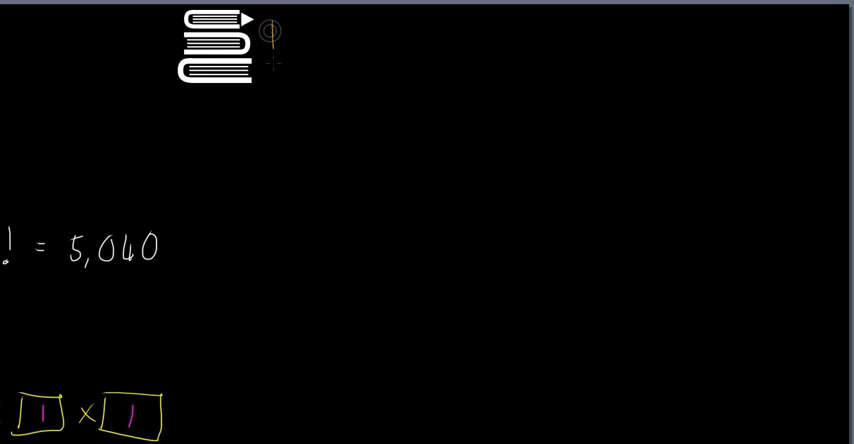 ! = 5,040
1 x 1